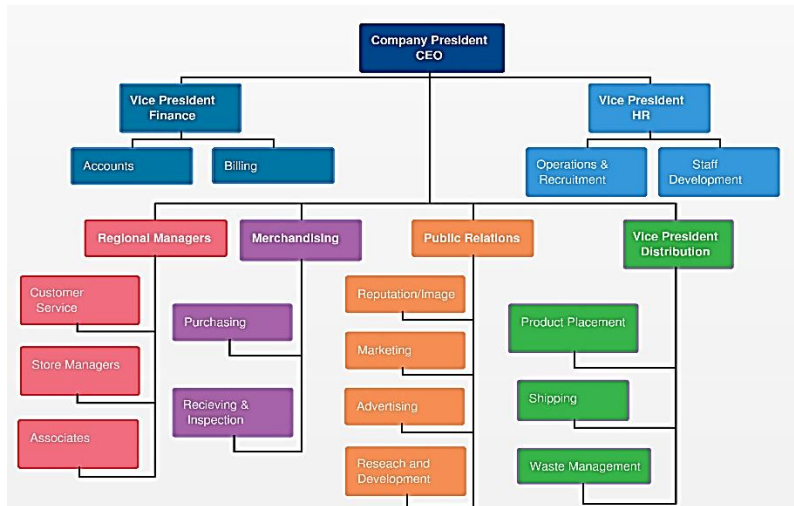 Company President
CEO
Vice President
Finance
Vice President
HR
Accounts
Billing
Operations &
Recruitment
Staff
Development
Regional Managers
Merchandising
Public Relations
Vice President
Distribution
Customer
Service
Store Managers
Associates
Purchasing
Recieving &
Inspection
Reputation/Image
Marketing
Advertising
Reseach and
Development
Product Placement
Shipping
Waste Management